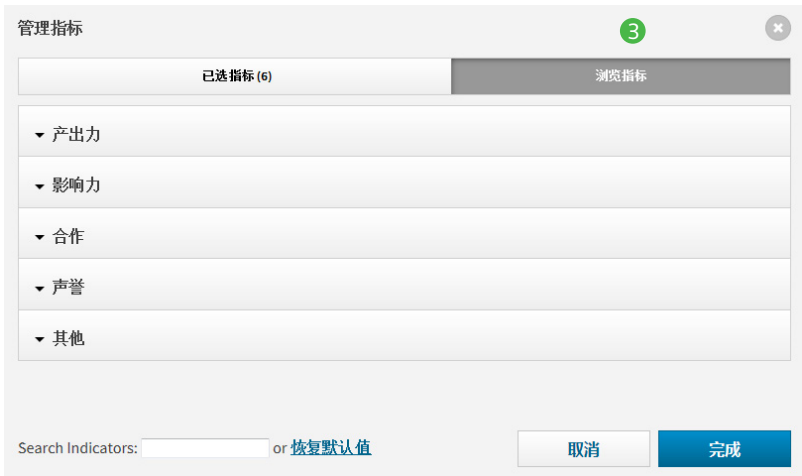 管理指标 3
已选指标 (6) 浏览指标
产出力
影响力
合作
声誉
其他
Search Indicators: or 恢复默认值 取消 完成